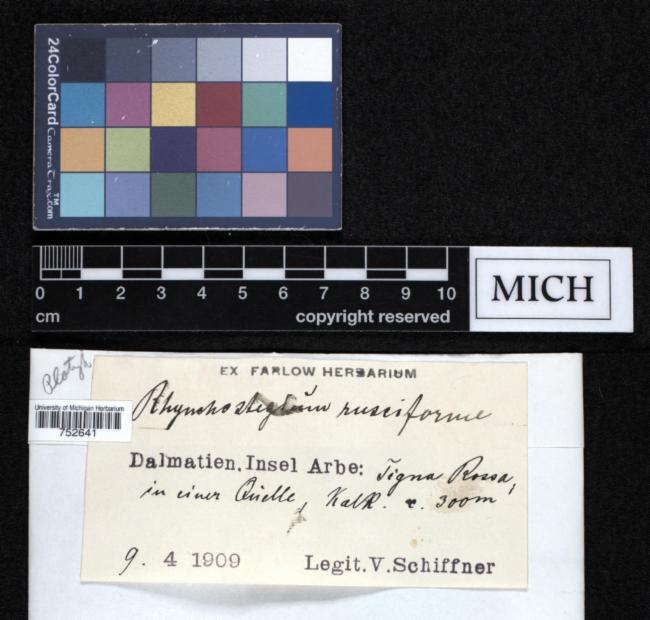 24ColorCard
CameraTrax.com
TM
0 1 2 3 4 5 6 7 8 9 10
cm
copyright reserved
MICH
EX FARLOW HERBARIUM
University of Michigan Herbarium
752641
Rhynchostegium rusciforme
Dalmatien, Insel Arbe: Tigna Rossa,
in einer Quelle, Kalk. c. 300m
9. 4 1909
Legit. V. Schiffner